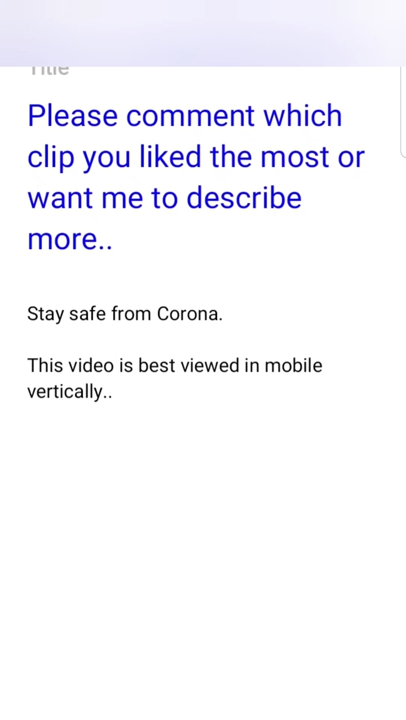 Title
Please comment which
clip you liked the most or
want me to describe
more..
Stay safe from Corona.
This video is best viewed in mobile
vertically..